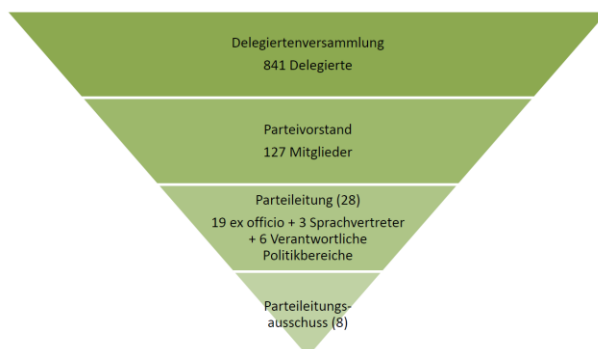 Delegiertenversammlung
841 Delegierte
Parteivorstand
127 Mitglieder
Parteileitung (28)
19 ex officio + 3 Sprachvertreter
+ 6 Verantwortliche
Politikbereiche
Parteileitungs-
ausschuss (8)